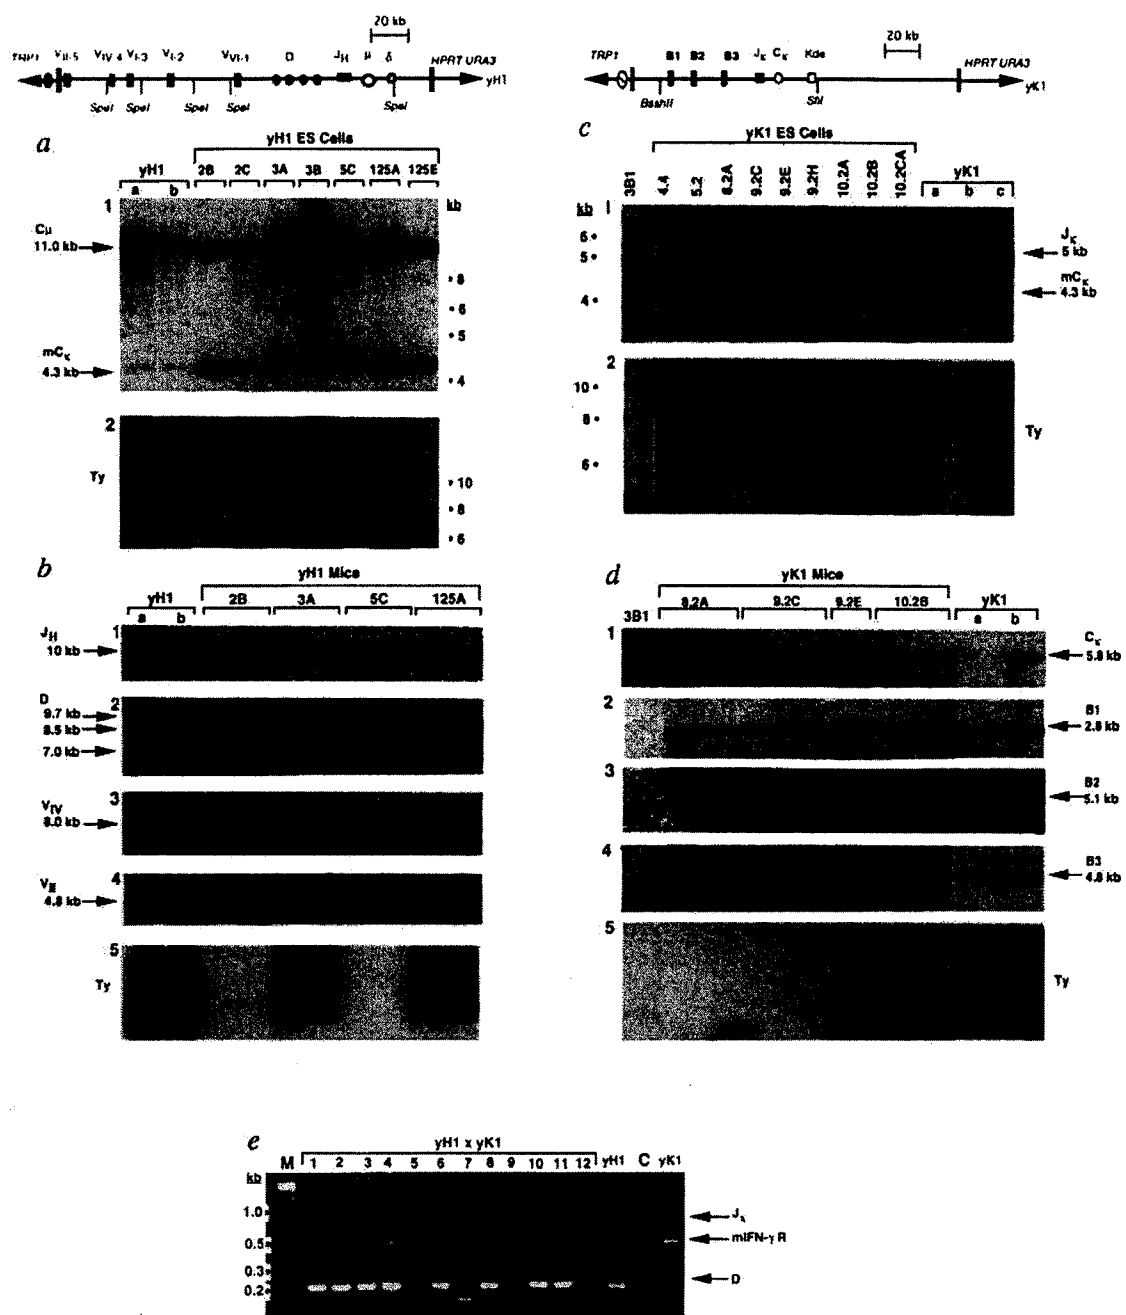 20 kb
V_II-5 V_IV-4 V_I-3 V_I-2 V_VI-1 D J_H μ δ HPRT URA3
yH1
SpeI SpeI SpeI SpeI SpeI
20 kb
TRP1 B1 B2 B3 J_κ C_κ Kde HPRT URA3
yK1
BsshII SfiI
a
yH1 ES Cells
yH1 2B 2C 3A 3B 5C 125A 125E
a b
1
kb
Cμ
11.0 kb
8
6
5
mC_κ
4.3 kb
4
2
Ty
10
8
6
c
yK1 ES Cells
3B1 4.4 5.2 8.2A 9.2C 9.2E 9.2H 10.2A 10.2B 10.2CA yK1
a b c
kb
1
6
5
4
J_κ
5 kb
mC_κ
4.3 kb
2
10
8
6
Ty
b
yH1 Mice
yH1 2B 3A 5C 125A
a b
J_H
10 kb
1
D
9.7 kb
8.5 kb
7.0 kb
2
V_IV
8.0 kb
3
V_II
4.8 kb
4
5
Ty
d
yK1 Mice
3B1 8.2A 9.2C 9.2E 10.2B yK1
a b
1
C_κ
5.8 kb
2
B1
2.8 kb
3
B2
5.1 kb
4
B3
4.8 kb
5
Ty
e
yH1 x yK1
M 1 2 3 4 5 6 7 8 9 10 11 12 yH1 C yK1
kb
1.0
0.5
0.3
0.2
J_κ
mIFN-γ R
D